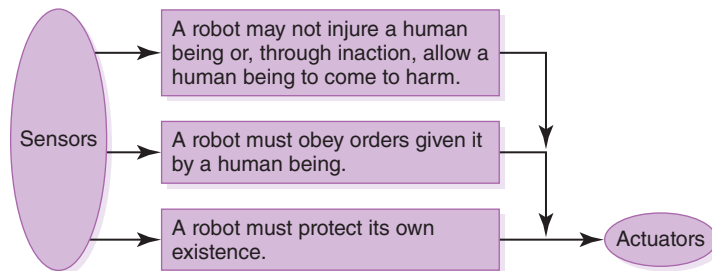 A robot may not injure a human
being or, through inaction, allow a
human being to come to harm.
Sensors
A robot must obey orders given it
by a human being.
A robot must protect its own
existence.
Actuators